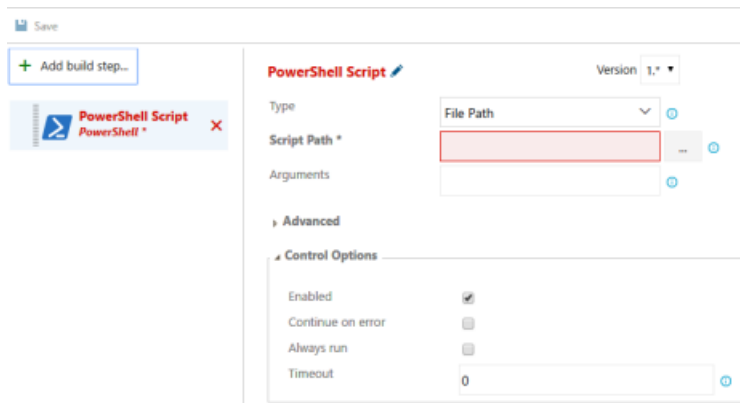 Save
+ Add build step...
PowerShell Script
PowerShell *
PowerShell Script
Version 1.*
Type
File Path
Script Path *
...
Arguments
Advanced
Control Options
Enabled
Continue on error
Always run
Timeout
0